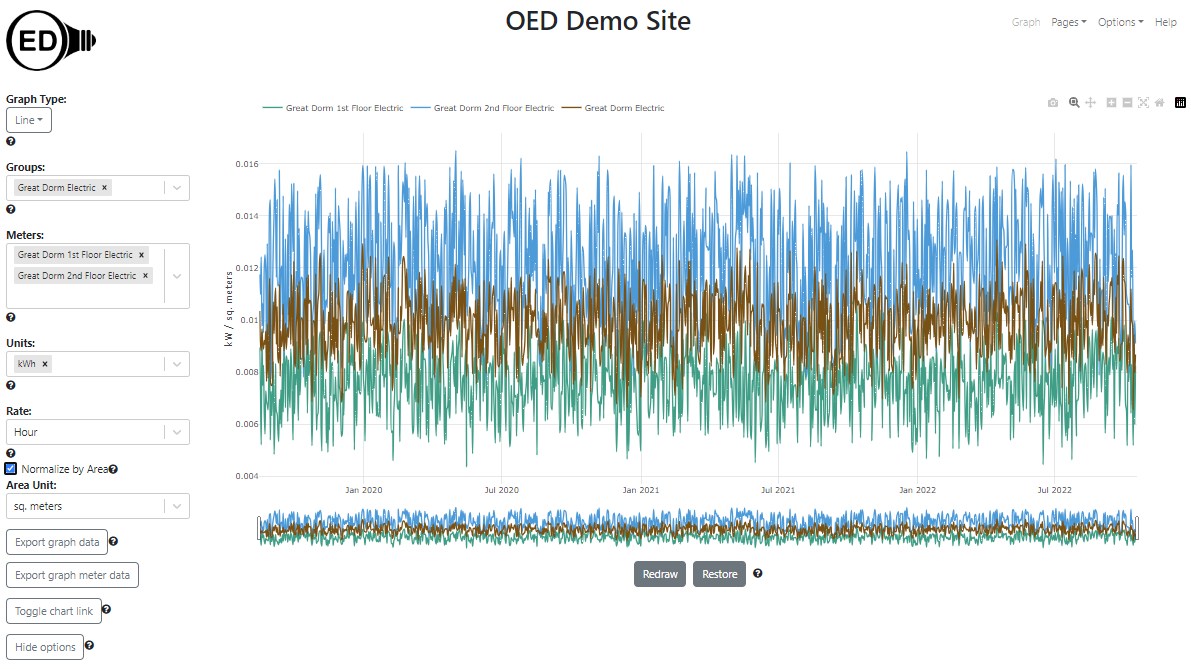 OED Demo Site
ED
Graph Pages Options Help
Graph Type:
Line
Groups:
Great Dorm Electric ×
Meters:
Great Dorm 1st Floor Electric ×
Great Dorm 2nd Floor Electric ×
Units:
kWh ×
Rate:
Hour
Normalize by Area
Area Unit:
sq. meters
Export graph data
Export graph meter data
Toggle chart link
Hide options
Great Dorm 1st Floor Electric Great Dorm 2nd Floor Electric Great Dorm Electric
kW / sq. meters
0.016
0.014
0.012
0.01
0.008
0.006
0.004
Jan 2020 Jul 2020 Jan 2021 Jul 2021 Jan 2022 Jul 2022
Redraw Restore